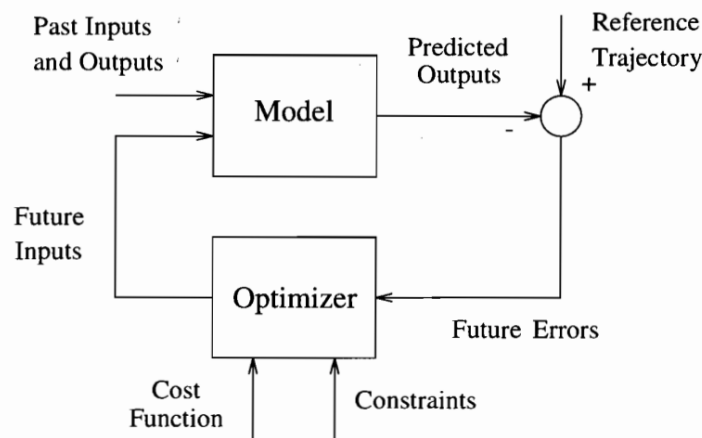 Past Inputs
and Outputs
Model
Predicted
Outputs
Reference
Trajectory
+
-
Future
Inputs
Optimizer
Future Errors
Cost
Function
Constraints